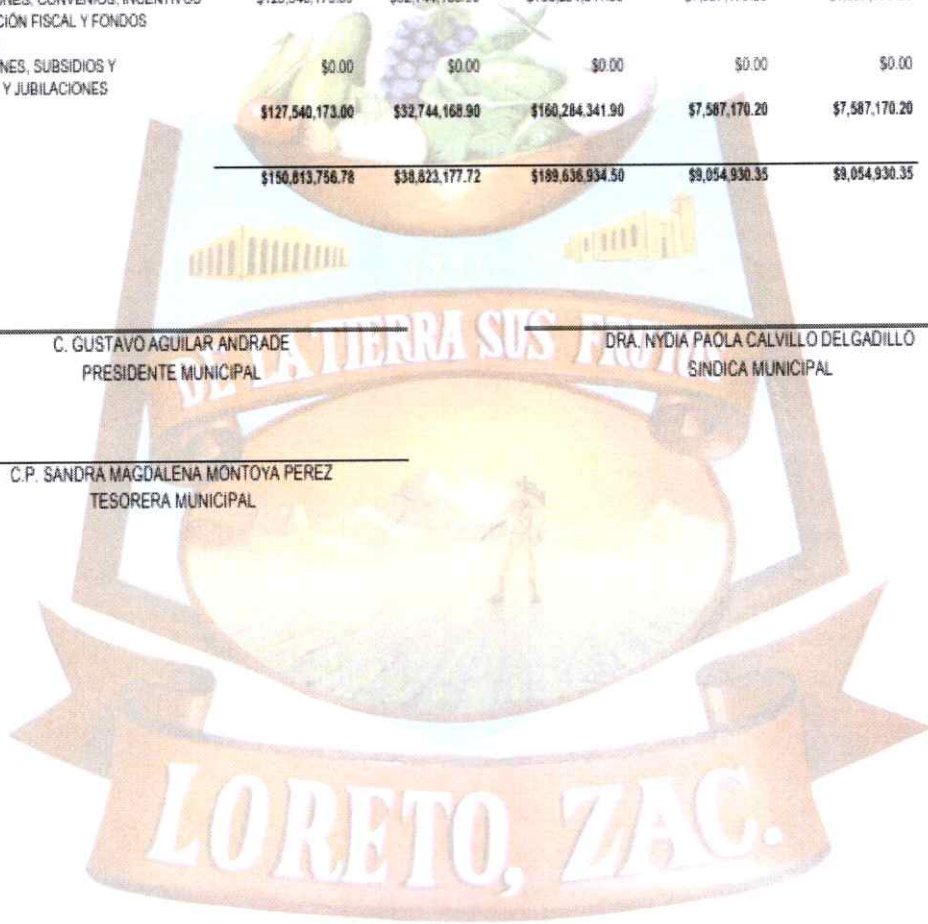 CIÓN FISCAL Y FONDOS
NES, SUBSIDIOS Y $0.00 $0.00 $0.00 $0.00 $0.00
Y JUBILACIONES
$127,540,173.00 $32,744,168.90 $160,284,341.90 $7,587,170.20 $7,587,170.20
$150,813,756.78 $38,823,177.72 $189,636,934.50 $9,054,930.35 $9,054,930.35
DE LA TIERRA SUS FRUTOS
C. GUSTAVO AGUILAR ANDRADE DRA. NYDIA PAOLA CALVILLO DELGADILLO
PRESIDENTE MUNICIPAL SINDICA MUNICIPAL
C.P. SANDRA MAGDALENA MONTOYA PEREZ
TESORERA MUNICIPAL
LORETO, ZAC.